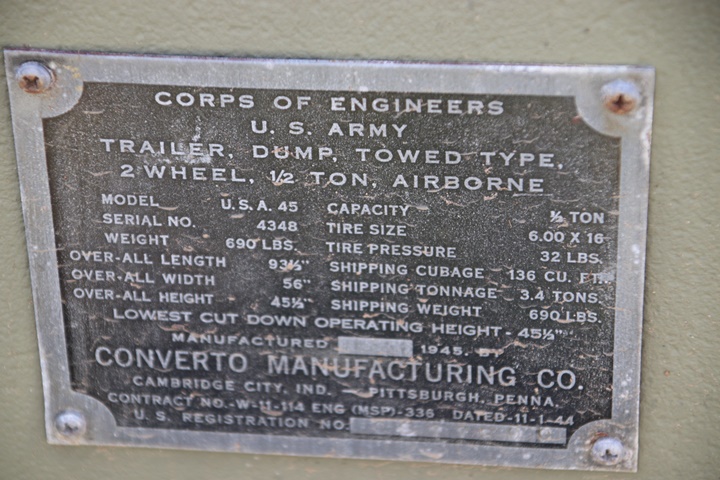 CORPS OF ENGINEERS
U. S. ARMY
TRAILER, DUMP, TOWED TYPE,
2 WHEEL, 1/2 TON, AIRBORNE
MODEL U.S.A. 45 CAPACITY ½ TON
SERIAL NO. 4348 TIRE SIZE 6.00 X 16
WEIGHT 690 LBS. TIRE PRESSURE 32 LBS.
OVER-ALL LENGTH 93½" SHIPPING CUBAGE 136 CU. FT.
OVER-ALL WIDTH 56" SHIPPING TONNAGE 3.4 TONS.
OVER-ALL HEIGHT 45½" SHIPPING WEIGHT 690 LBS.
LOWEST CUT DOWN OPERATING HEIGHT - 45½"
MANUFACTURED 1945. BY
CONVERTO MANUFACTURING CO.
CAMBRIDGE CITY, IND. - PITTSBURGH, PENNA.
CONTRACT NO.-W-11-114 ENG (MSP)-336 DATED-11-1-44
U. S. REGISTRATION NO.